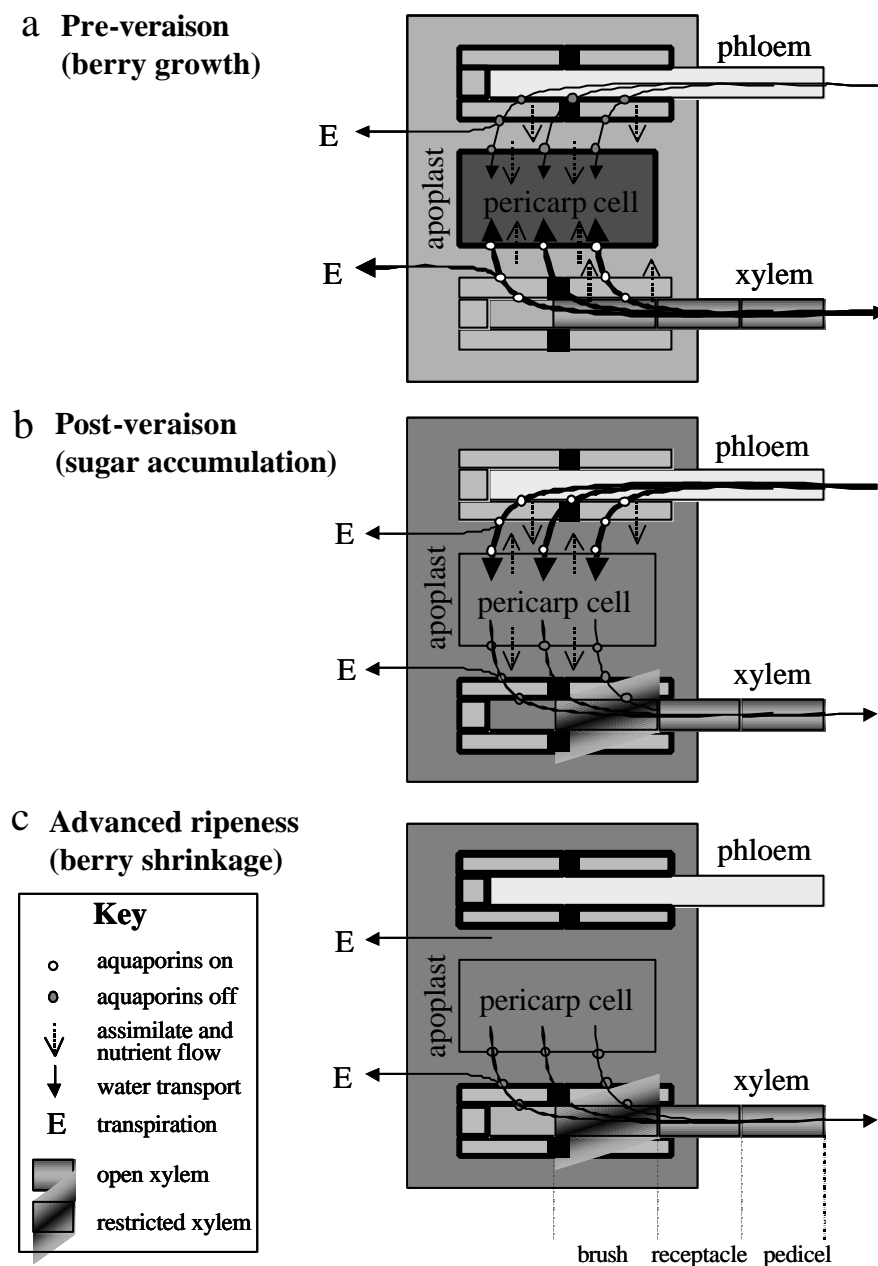 a Pre-veraison
(berry growth)
phloem
E
apoplast
pericarp cell
E
xylem
b Post-veraison
(sugar accumulation)
phloem
E
apoplast
pericarp cell
E
xylem
c Advanced ripeness
(berry shrinkage)
phloem
E
apoplast
pericarp cell
E
xylem
brush receptacle pedicel
Key
aquaporins on
aquaporins off
assimilate and
nutrient flow
water transport
E transpiration
open xylem
restricted xylem